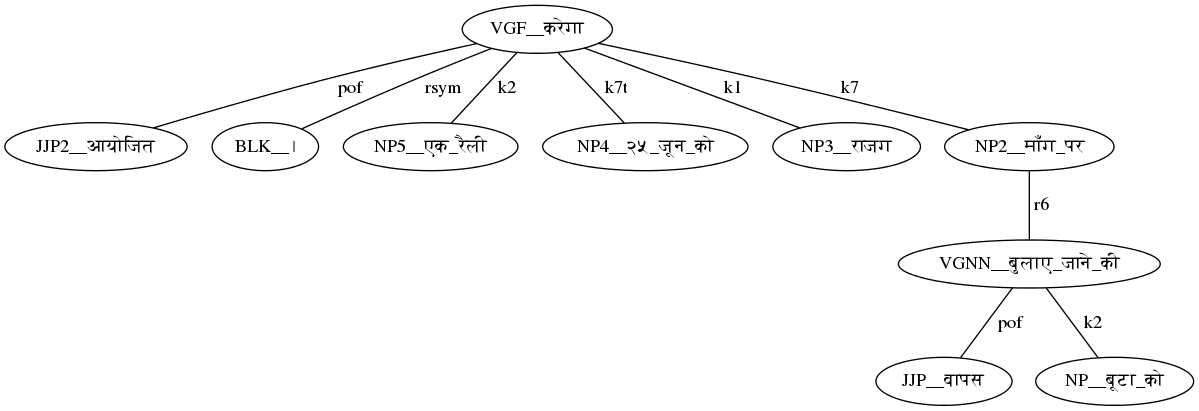 VGF__करेगा
pof rsym k2 k7t k1 k7
JJP2__आयोजित BLK__। NP5__एक_रैली NP4__२५_जून_को NP3__राजग NP2__माँग_पर
r6
VGNN__बुलाए_जाने_की
pof k2
JJP__वापस NP__बूटा_को